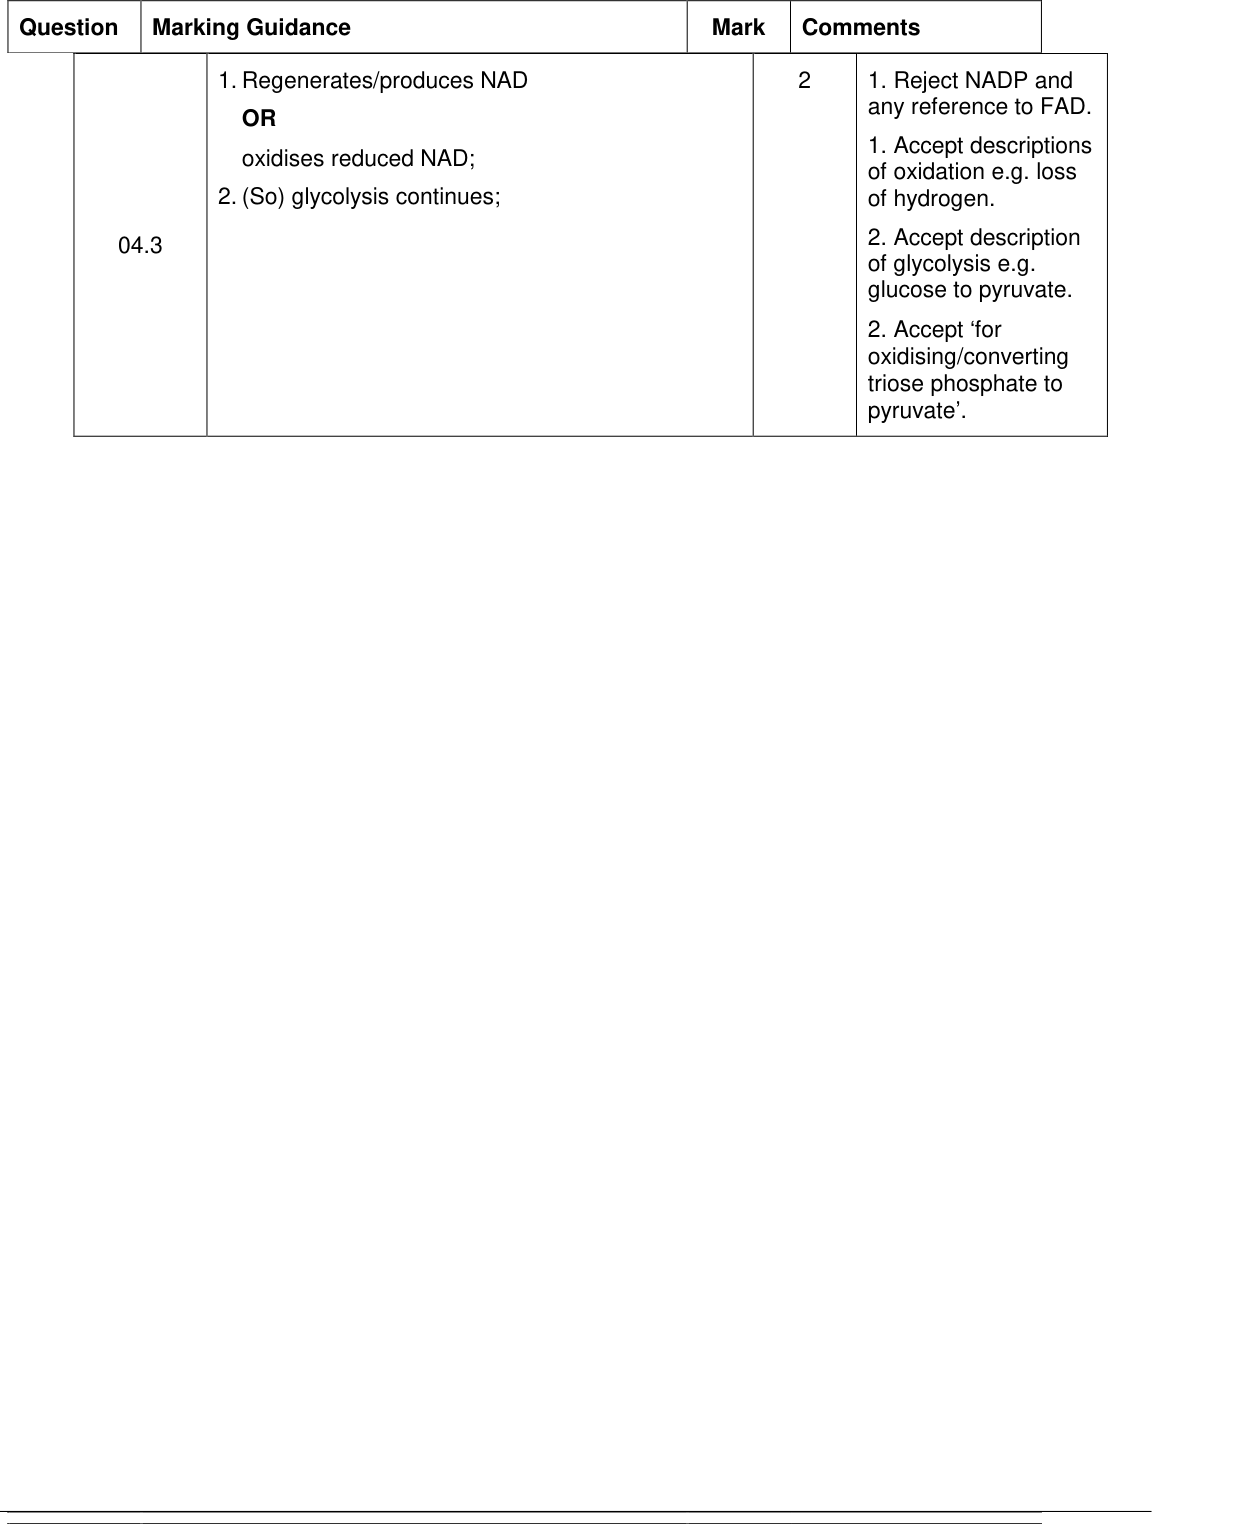 Question Marking Guidance Mark Comments
04.3
1. Regenerates/produces NAD
OR
oxidises reduced NAD;
2. (So) glycolysis continues;
2
1. Reject NADP and
any reference to FAD.
1. Accept descriptions
of oxidation e.g. loss
of hydrogen.
2. Accept description
of glycolysis e.g.
glucose to pyruvate.
2. Accept ‘for
oxidising/converting
triose phosphate to
pyruvate’.